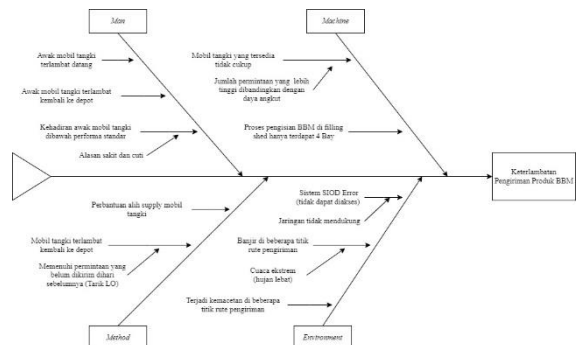 Man
Machine
Awak mobil tangki
terlambat datang
Mobil tangki yang tersedia
tidak cukup
Jumlah permintaan yang lebih
tinggi dibandingkan dengan
daya angkut
Awak mobil tangki terlambat
kembali ke depot
Kehadiran awak mobil tangki
dibawah performa standar
Alasan sakit dan cuti
Proses pengisian BBM di filling
shed hanya terdapat 4 Bay
Keterlambatan
Pengiriman Produk BBM
Perbantuan alih supply mobil
tangki
Sistem SIOD Error
(tidak dapat diakses)
Jaringan tidak mendukung
Mobil tangki terlambat
kembali ke depot
Memenuhi permintaan yang
belum dikirim dihari
sebelumnya (Tarik LO)
Banjir di beberapa titik
rute pengiriman
Cuaca ekstrem
(hujan lebat)
Terjadi kemacetan di beberapa
titik rute pengiriman
Method
Environment